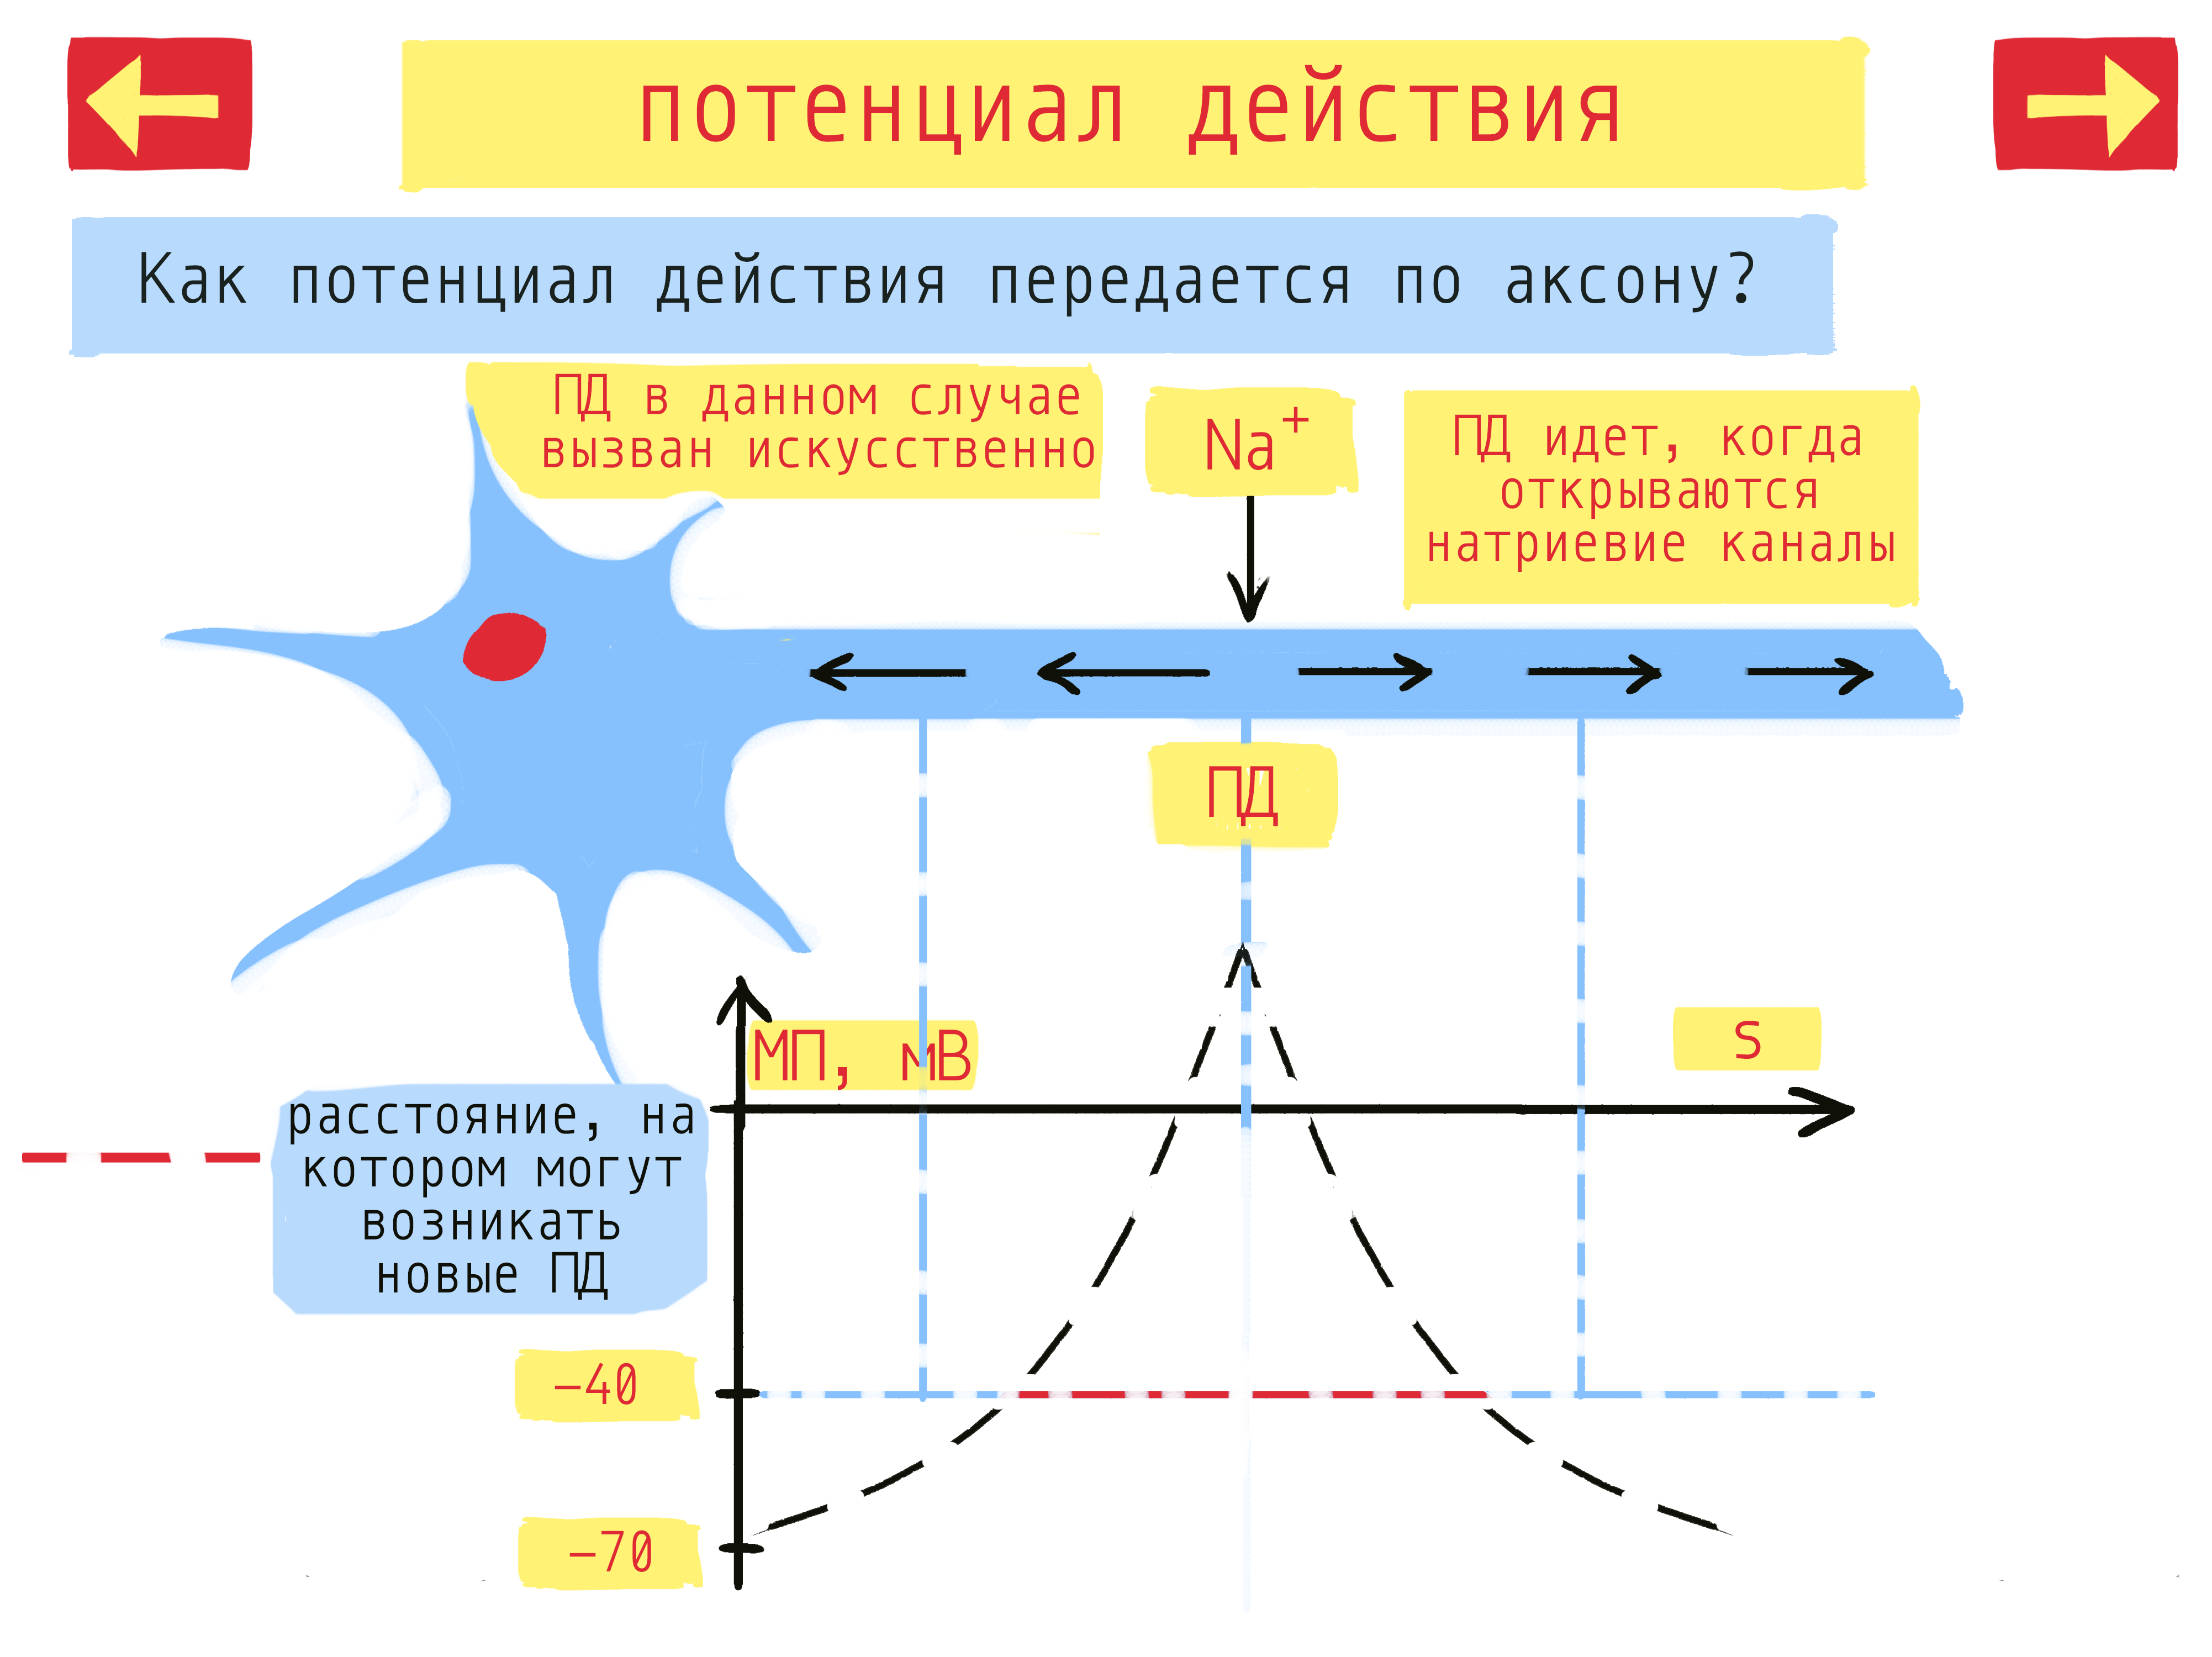 потенциал действия
Как потенциал действия передается по аксону?
ПД в данном случае
вызван искусственно
Na⁺
ПД идет, когда
открываются
натриевие каналы
ПД
МП, мВ
s
расстояние, на
котором могут
возникать
новые ПД
−40
−70